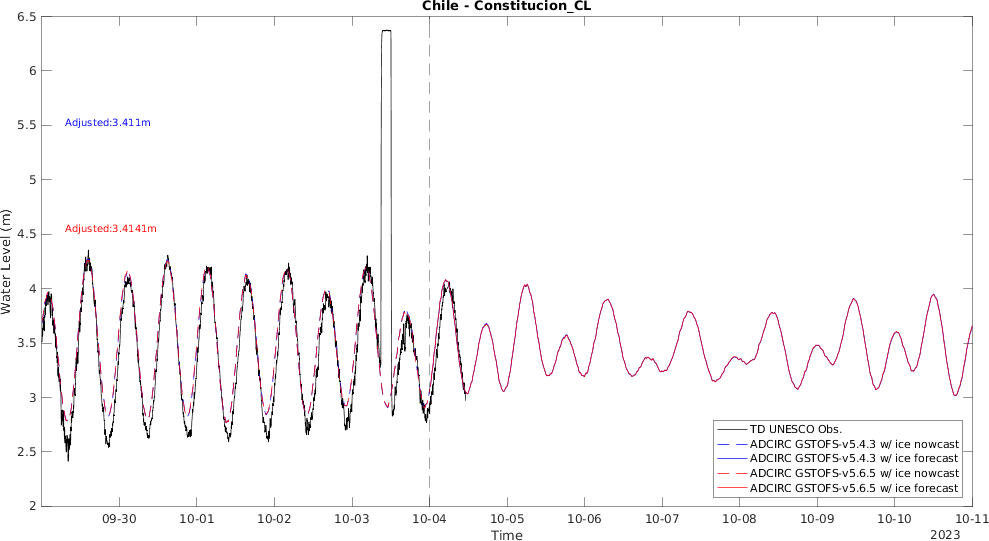 Chile - Constitucion_CL
6.5
6
5.5
5
4.5
4
3.5
3
2.5
2
Water Level (m)
Adjusted:3.411m
Adjusted:3.4141m
TD UNESCO Obs.
ADCIRC GSTOFS-v5.4.3 w/ ice nowcast
ADCIRC GSTOFS-v5.4.3 w/ ice forecast
ADCIRC GSTOFS-v5.6.5 w/ ice nowcast
ADCIRC GSTOFS-v5.6.5 w/ ice forecast
09-30 10-01 10-02 10-03 10-04 10-05 10-06 10-07 10-08 10-09 10-10 10-11
Time
2023